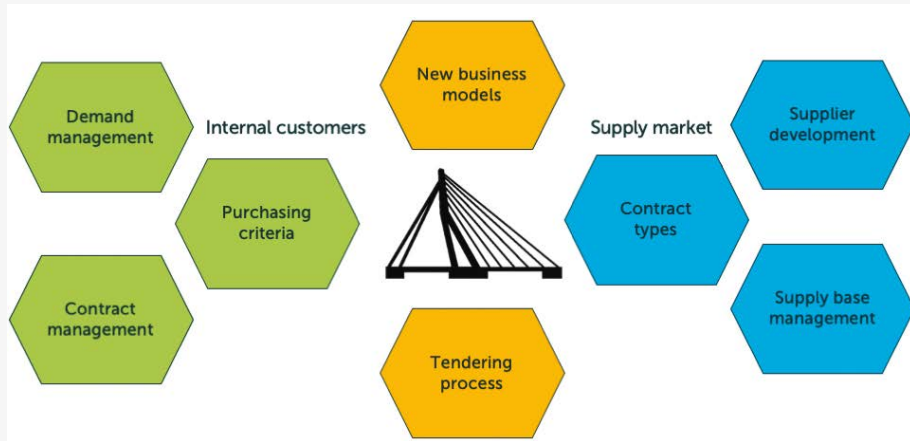 New business
models
Demand
management
Internal customers
Supply market
Supplier
development
Purchasing
criteria
Contract
types
Contract
management
Supply base
management
Tendering
process